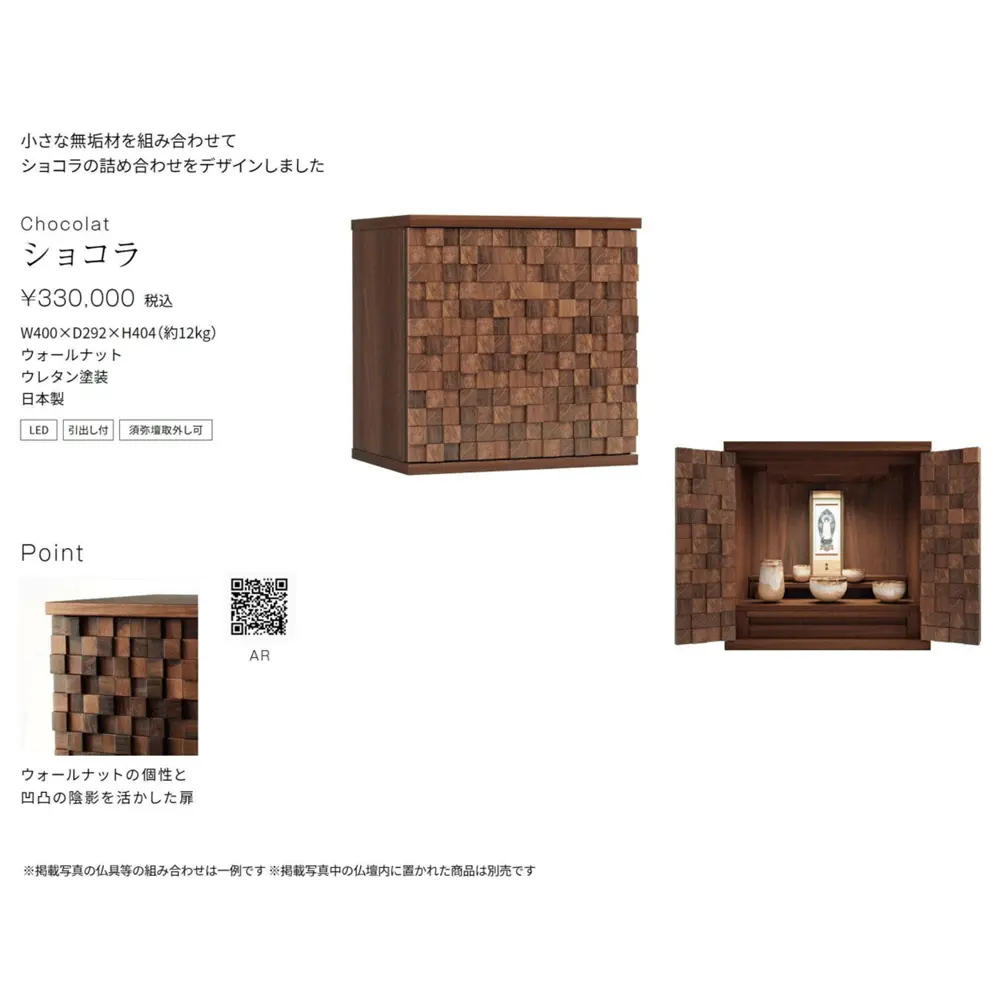 小さな無垢材を組み合わせて
ショコラの詰め合わせをデザインしました
Chocolat
ショコラ
¥330,000 税込
W400×D292×H404(約12kg)
ウォールナット
ウレタン塗装
日本製
LED 引出し付 須弥壇取外し可
Point
AR
ウォールナットの個性と
凹凸の陰影を活かした扉
※掲載写真の仏具等の組み合わせは一例です ※掲載写真中の仏壇内に置かれた商品は別売です